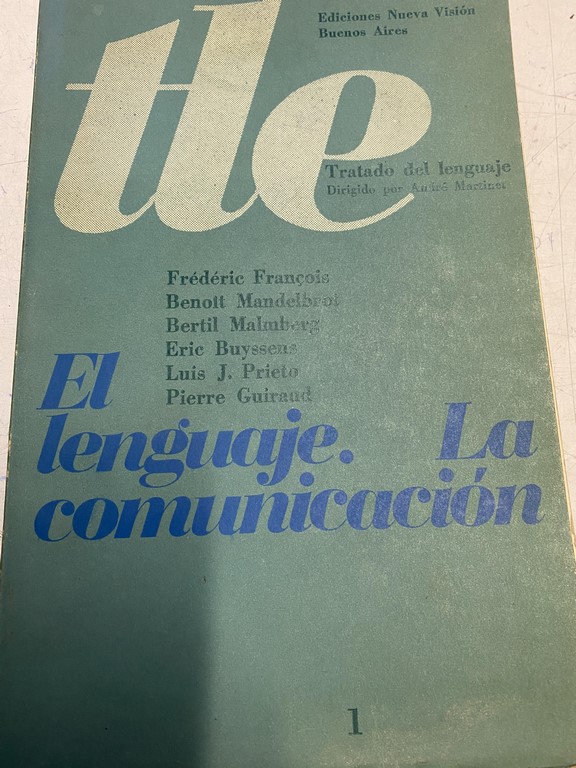 Ediciones Nueva Visión
Buenos Aires
tle
Tratado del lenguaje
Dirigido por André Martinet
Frédéric François
Benoit Mandelbrot
Bertil Malmberg
Eric Buyssens
Luis J. Prieto
Pierre Guiraud
El
lenguaje. La
comunicación
1